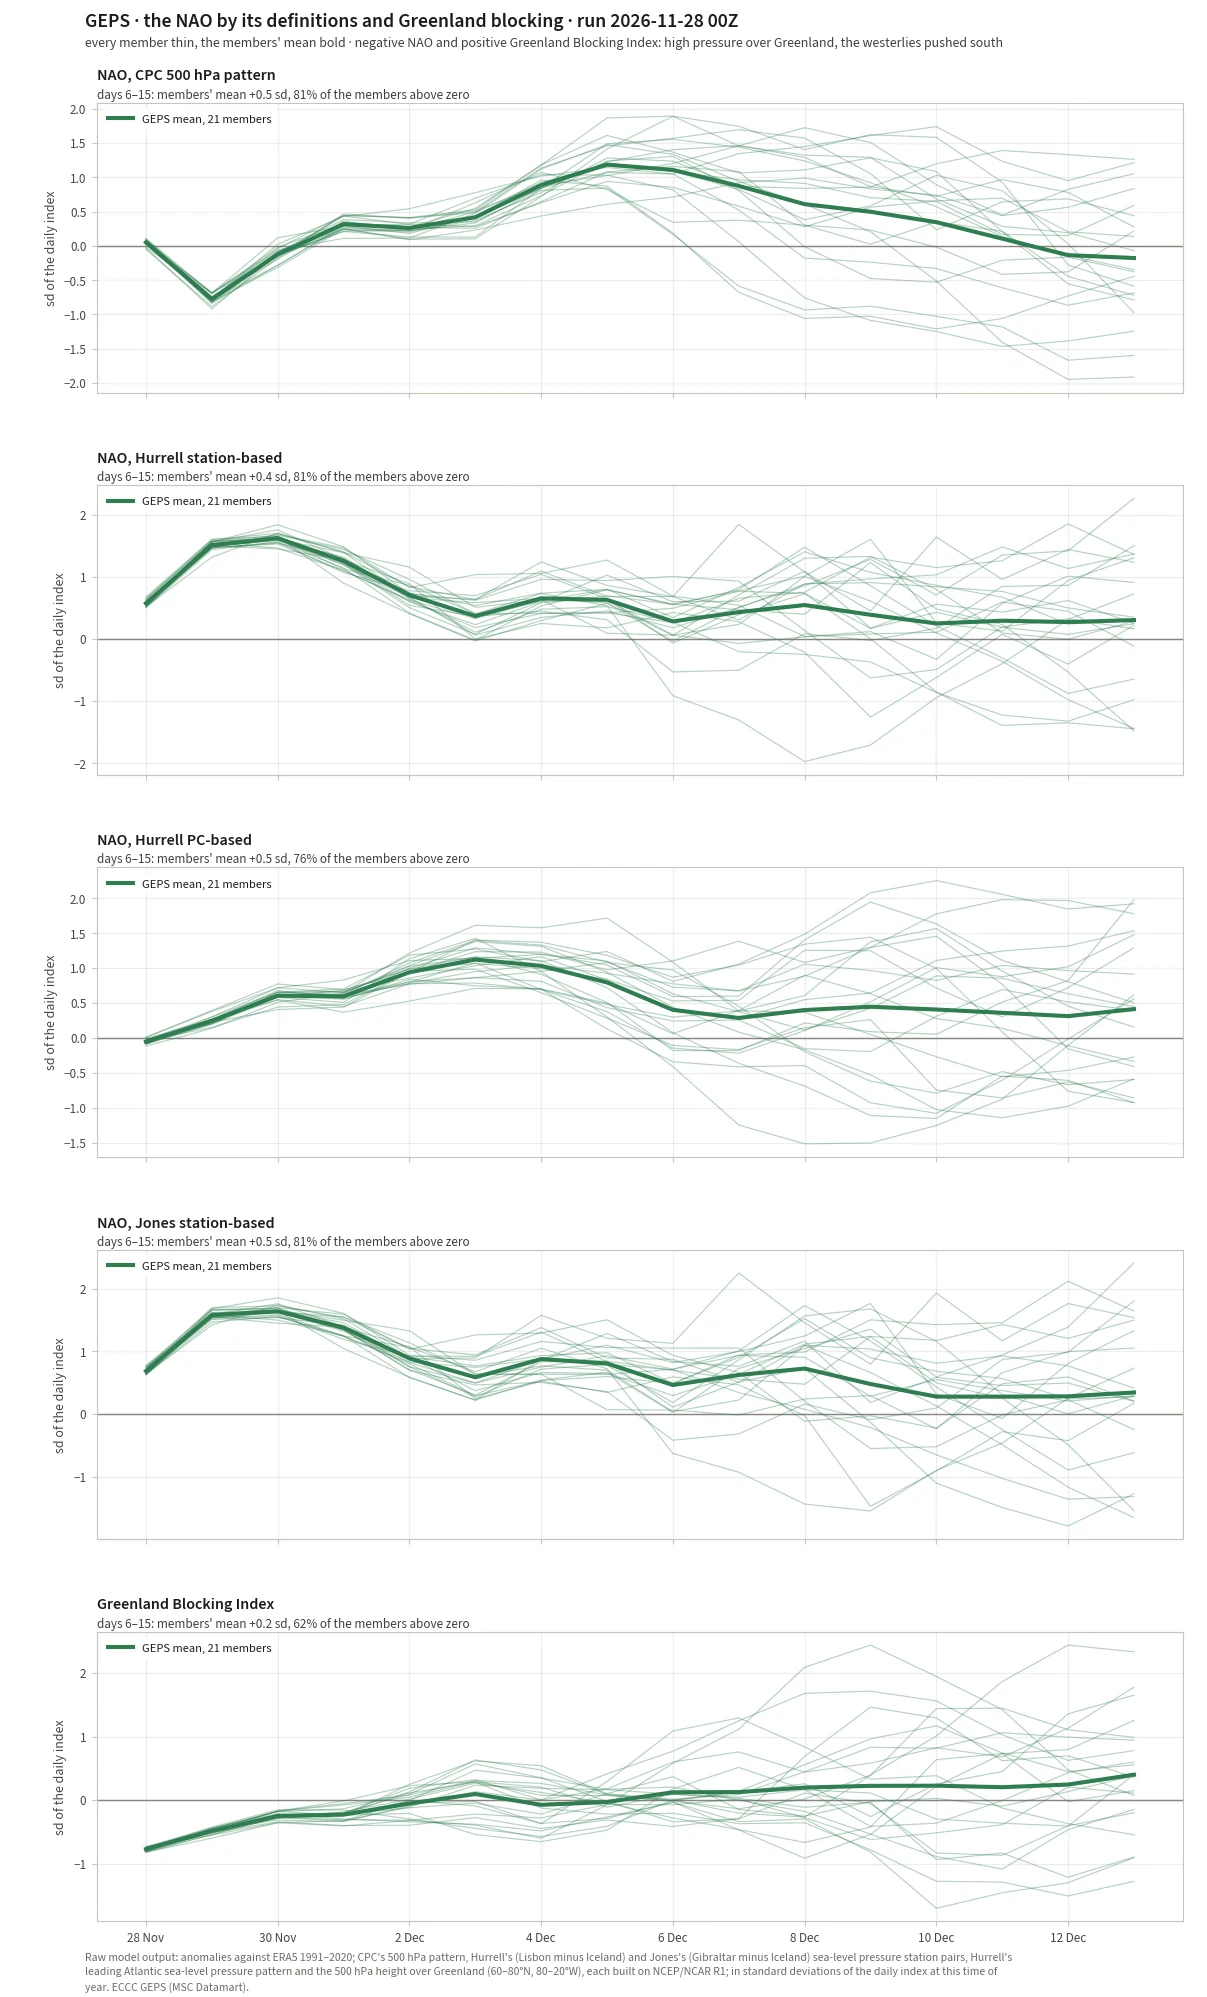 GEPS · the NAO by its definitions and Greenland blocking · run 2026-11-28 00Z
every member thin, the members' mean bold · negative NAO and positive Greenland Blocking Index: high pressure over Greenland, the westerlies pushed south
NAO, CPC 500 hPa pattern
days 6–15: members' mean +0.5 sd, 81% of the members above zero
GEPS mean, 21 members
sd of the daily index
2.0
1.5
1.0
0.5
0.0
−0.5
−1.0
−1.5
−2.0
NAO, Hurrell station-based
days 6–15: members' mean +0.4 sd, 81% of the members above zero
GEPS mean, 21 members
sd of the daily index
2
1
0
−1
−2
NAO, Hurrell PC-based
days 6–15: members' mean +0.5 sd, 76% of the members above zero
GEPS mean, 21 members
sd of the daily index
2.0
1.5
1.0
0.5
0.0
−0.5
−1.0
−1.5
NAO, Jones station-based
days 6–15: members' mean +0.5 sd, 81% of the members above zero
GEPS mean, 21 members
sd of the daily index
2
1
0
−1
Greenland Blocking Index
days 6–15: members' mean +0.2 sd, 62% of the members above zero
GEPS mean, 21 members
sd of the daily index
2
1
0
−1
28 Nov 30 Nov 2 Dec 4 Dec 6 Dec 8 Dec 10 Dec 12 Dec
Raw model output: anomalies against ERA5 1991–2020; CPC's 500 hPa pattern, Hurrell's (Lisbon minus Iceland) and Jones's (Gibraltar minus Iceland) sea-level pressure station pairs, Hurrell's
leading Atlantic sea-level pressure pattern and the 500 hPa height over Greenland (60–80°N, 80–20°W), each built on NCEP/NCAR R1; in standard deviations of the daily index at this time of
year. ECCC GEPS (MSC Datamart).